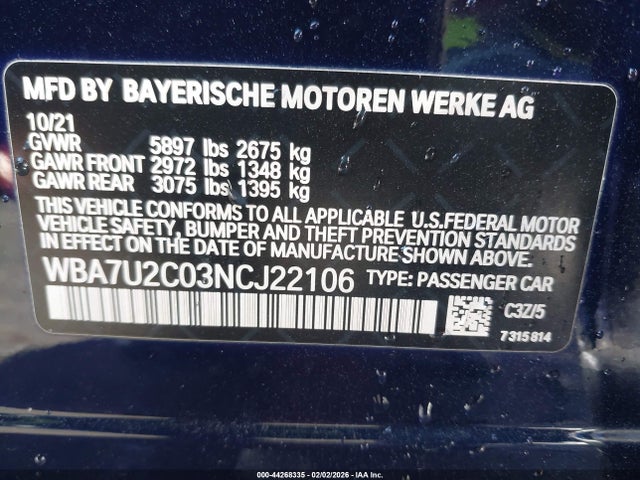 MFD BY BAYERISCHE MOTOREN WERKE AG
10/21
GVWR 5897 lbs 2675 kg
GAWR FRONT 2972 lbs 1348 kg
GAWR REAR 3075 lbs 1395 kg
THIS VEHICLE CONFORMS TO ALL APPLICABLE U.S.FEDERAL MOTOR
VEHICLE SAFETY, BUMPER AND THEFT PREVENTION STANDARDS
IN EFFECT ON THE DATE OF MANUFACTURE SHOWN ABOVE.
WBA7U2C03NCJ22106 TYPE: PASSENGER CAR
C3Z/5
7315814
000-44268335 - 02/02/2026 - IAA Inc.